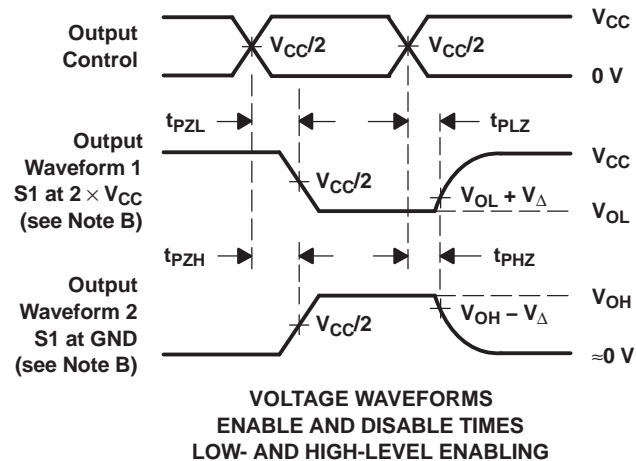 Output
Control
V_CC/2
V_CC/2
V_CC
0 V
t_PZL
t_PLZ
Output
Waveform 1
S1 at 2 × V_CC
(see Note B)
V_CC/2
V_CC
V_OL + V_Δ
V_OL
t_PZH
t_PHZ
Output
Waveform 2
S1 at GND
(see Note B)
V_CC/2
V_OH
V_OH – V_Δ
≈0 V
VOLTAGE WAVEFORMS
ENABLE AND DISABLE TIMES
LOW- AND HIGH-LEVEL ENABLING